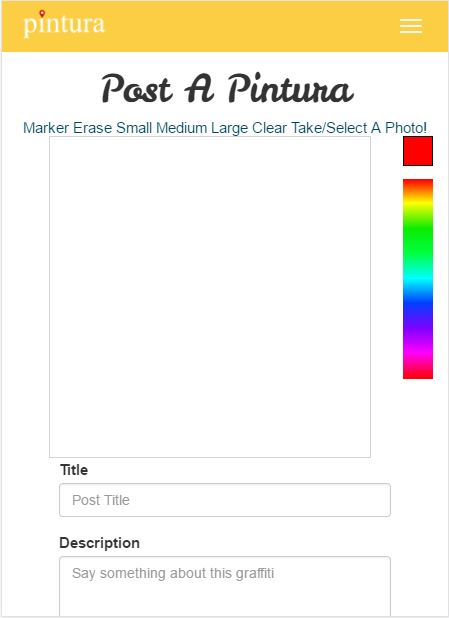 pintura
Post A Pintura
Marker Erase Small Medium Large Clear Take/Select A Photo!
Title
Post Title
Description
Say something about this graffiti